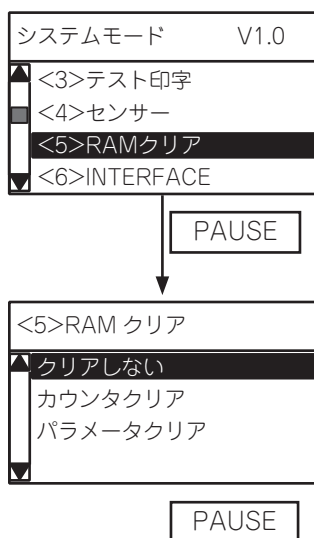 システムモード V1.0
<3>テスト印字
<4>センサー
<5>RAMクリア
<6>INTERFACE
PAUSE
<5>RAM クリア
クリアしない
カウンタクリア
パラメータクリア
PAUSE